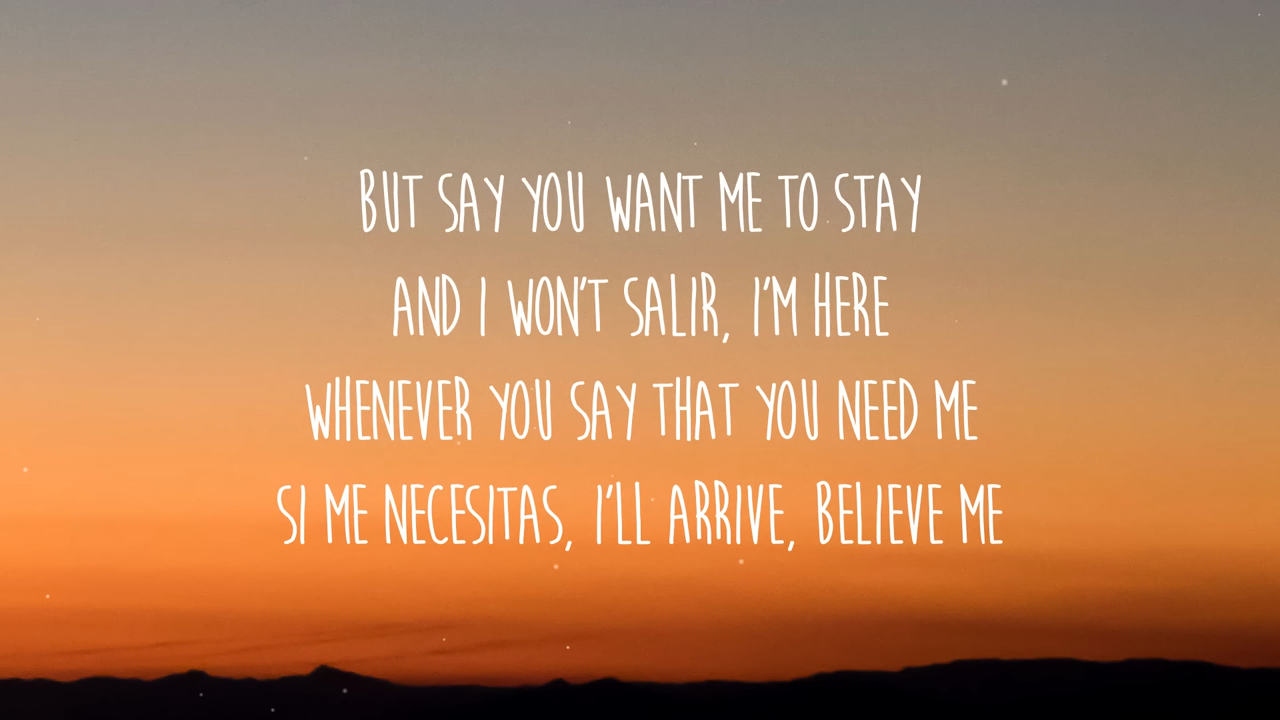 BUT SAY YOU WANT ME TO STAY
AND I WON'T SALIR, I'M HERE
WHENEVER YOU SAY THAT YOU NEED ME
SI ME NECESITAS, I'LL ARRIVE, BELIEVE ME